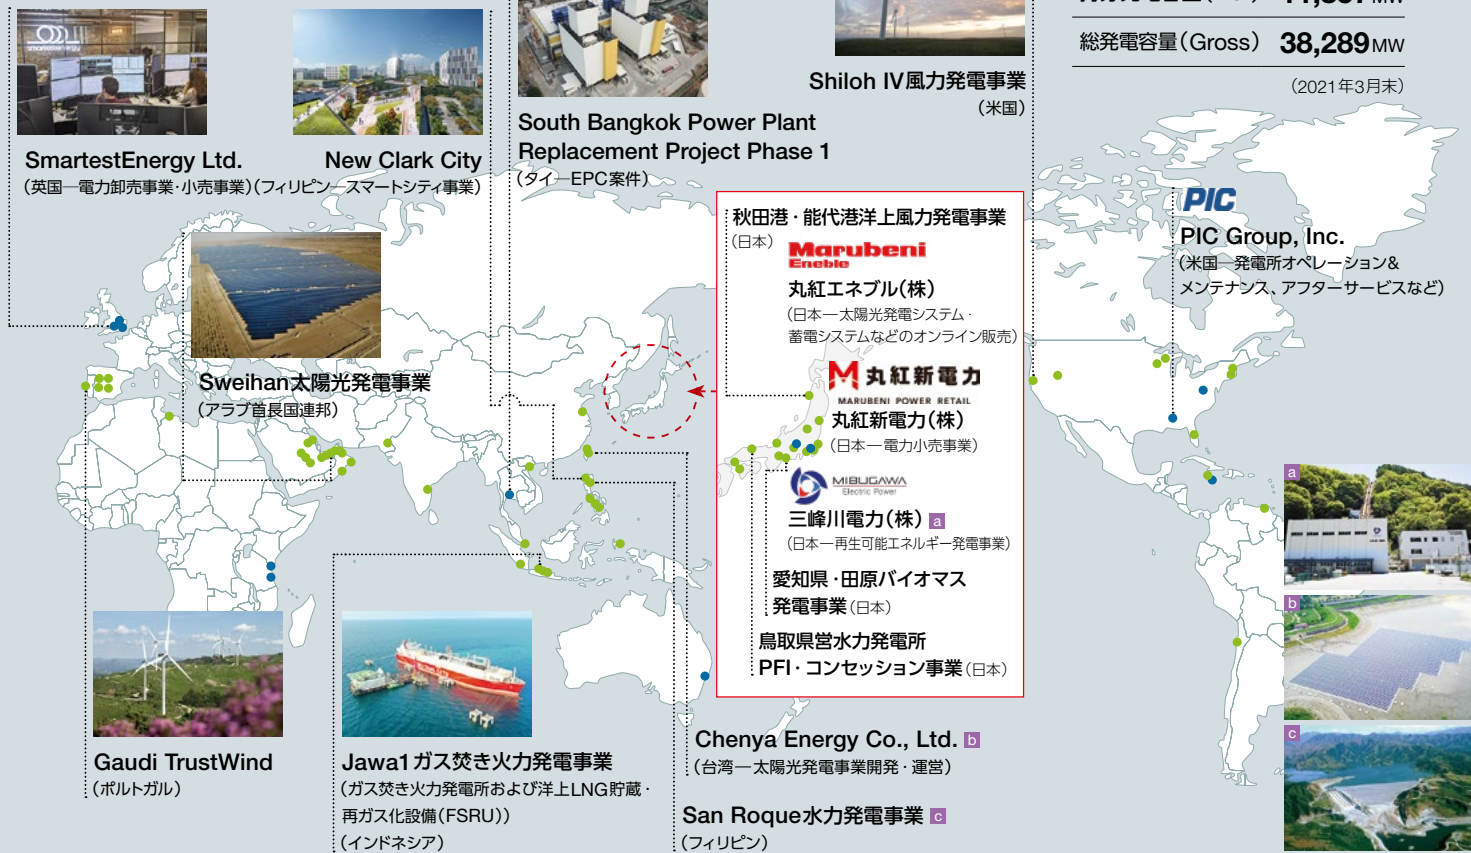 MW
総発電容量(Gross) 38,289MW
(2021年3月末)
SmartestEnergy Ltd.
(英国―電力卸売事業・小売事業)
New Clark City
(フィリピン―スマートシティ事業)
South Bangkok Power Plant
Replacement Project Phase 1
(タイ―EPC案件)
Shiloh IV風力発電事業
(米国)
PIC
PIC Group, Inc.
(米国―発電所オペレーション&
メンテナンス、アフターサービスなど)
Sweihan太陽光発電事業
(アラブ首長国連邦)
秋田港・能代港洋上風力発電事業
(日本)
Marubeni
Eneble
丸紅エネブル(株)
(日本―太陽光発電システム・
蓄電システムなどのオンライン販売)
丸紅新電力
MARUBENI POWER RETAIL
丸紅新電力(株)
(日本―電力小売事業)
MIBUGAWA
Electric Power
三峰川電力(株) a
(日本―再生可能エネルギー発電事業)
愛知県・田原バイオマス
発電事業(日本)
鳥取県営水力発電所
PFI・コンセッション事業(日本)
Gaudi TrustWind
(ポルトガル)
Jawa1ガス焚き火力発電事業
(ガス焚き火力発電所および洋上LNG貯蔵・
再ガス化設備(FSRU))
(インドネシア)
Chenya Energy Co., Ltd. b
(台湾―太陽光発電事業開発・運営)
San Roque水力発電事業 c
(フィリピン)
a
b
c